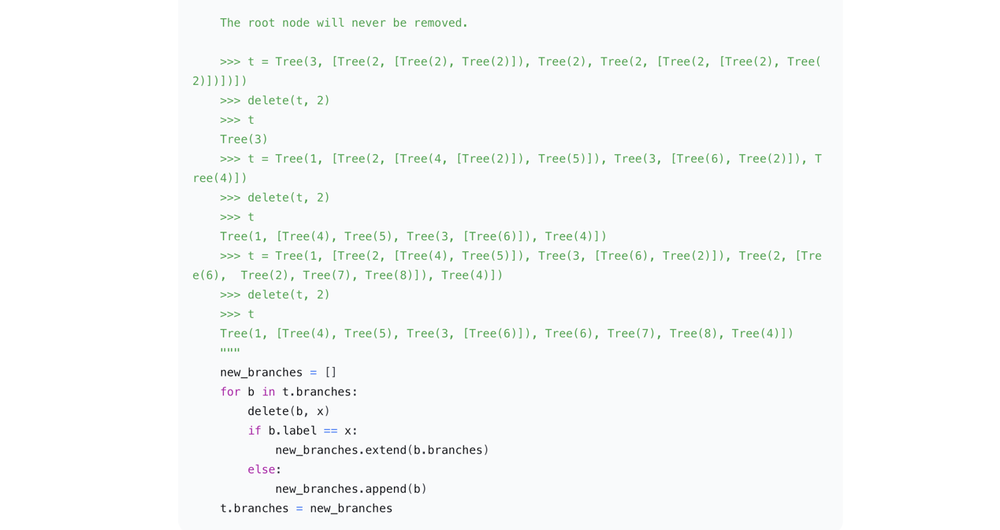 The root node will never be removed.
>>> t = Tree(3, [Tree(2, [Tree(2), Tree(2)]), Tree(2), Tree(2, [Tree(2, [Tree(2), Tree(
2)])])])
>>> delete(t, 2)
>>> t
Tree(3)
>>> t = Tree(1, [Tree(2, [Tree(4, [Tree(2)]), Tree(5)]), Tree(3, [Tree(6), Tree(2)]), T
ree(4)])
>>> delete(t, 2)
>>> t
Tree(1, [Tree(4), Tree(5), Tree(3, [Tree(6)]), Tree(4)])
>>> t = Tree(1, [Tree(2, [Tree(4), Tree(5)]), Tree(3, [Tree(6), Tree(2)]), Tree(2, [Tre
e(6),  Tree(2), Tree(7), Tree(8)]), Tree(4)])
>>> delete(t, 2)
>>> t
Tree(1, [Tree(4), Tree(5), Tree(3, [Tree(6)]), Tree(6), Tree(7), Tree(8), Tree(4)])
"""
new_branches = []
for b in t.branches:
delete(b, x)
if b.label == x:
new_branches.extend(b.branches)
else:
new_branches.append(b)
t.branches = new_branches